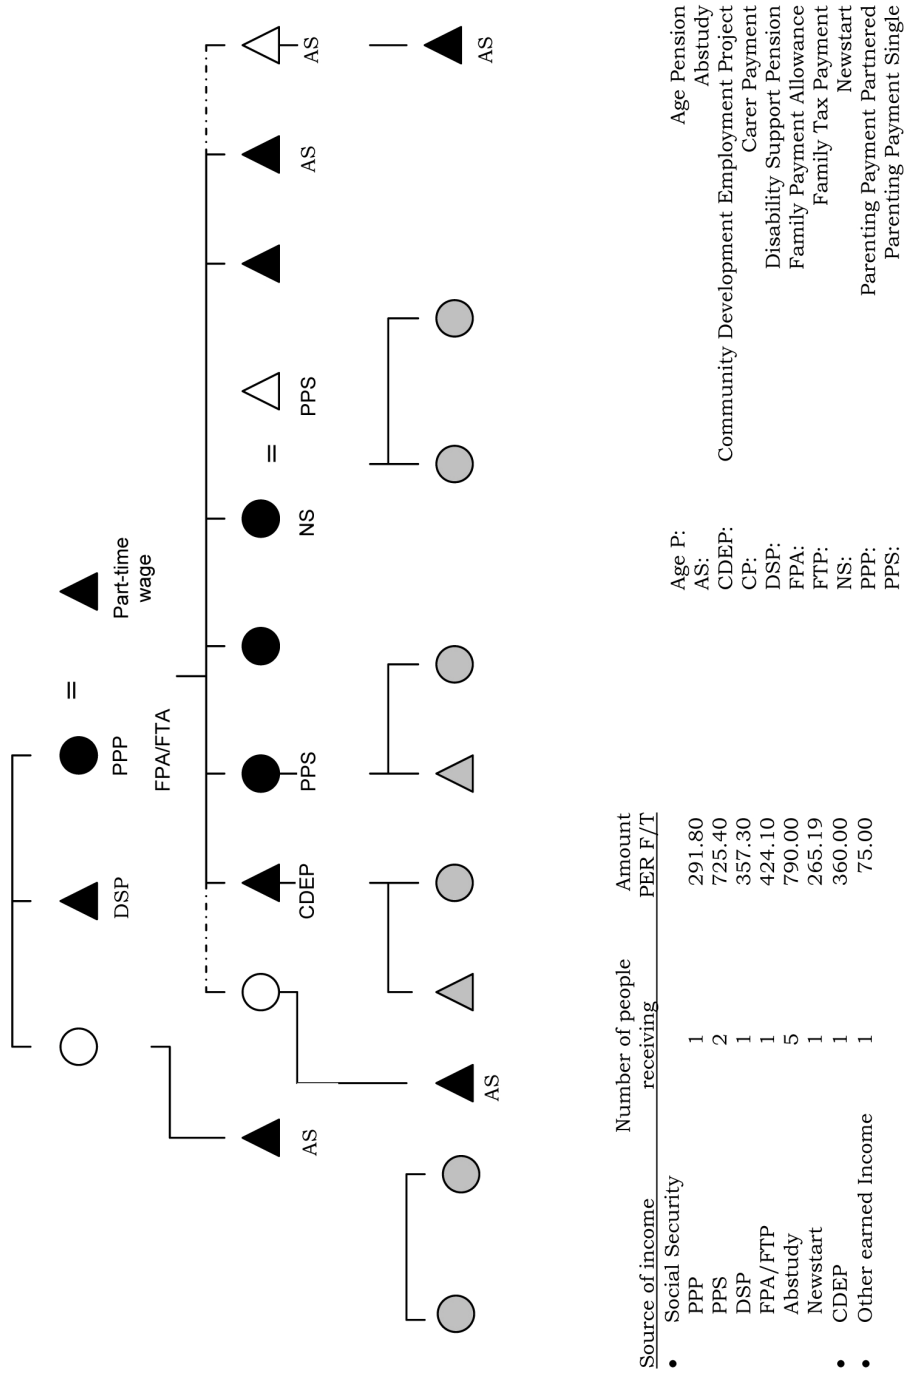 =
DSP PPP Part-time
wage
FPA/FTA
=
AS CDEP PPS NS PPS AS AS
AS AS
Number of people Amount
Source of income receiving PER F/T
• Social Security
PPP 1 291.80
PPS 2 725.40
DSP 1 357.30
FPA/FTP 1 424.10
Abstudy 5 790.00
Newstart 1 265.19
• CDEP 1 360.00
• Other earned Income 1 75.00
Age P: Age Pension
AS: Abstudy
CDEP: Community Development Employment Project
CP: Carer Payment
DSP: Disability Support Pension
FPA: Family Payment Allowance
FTP: Family Tax Payment
NS: Newstart
PPP: Parenting Payment Partnered
PPS: Parenting Payment Single